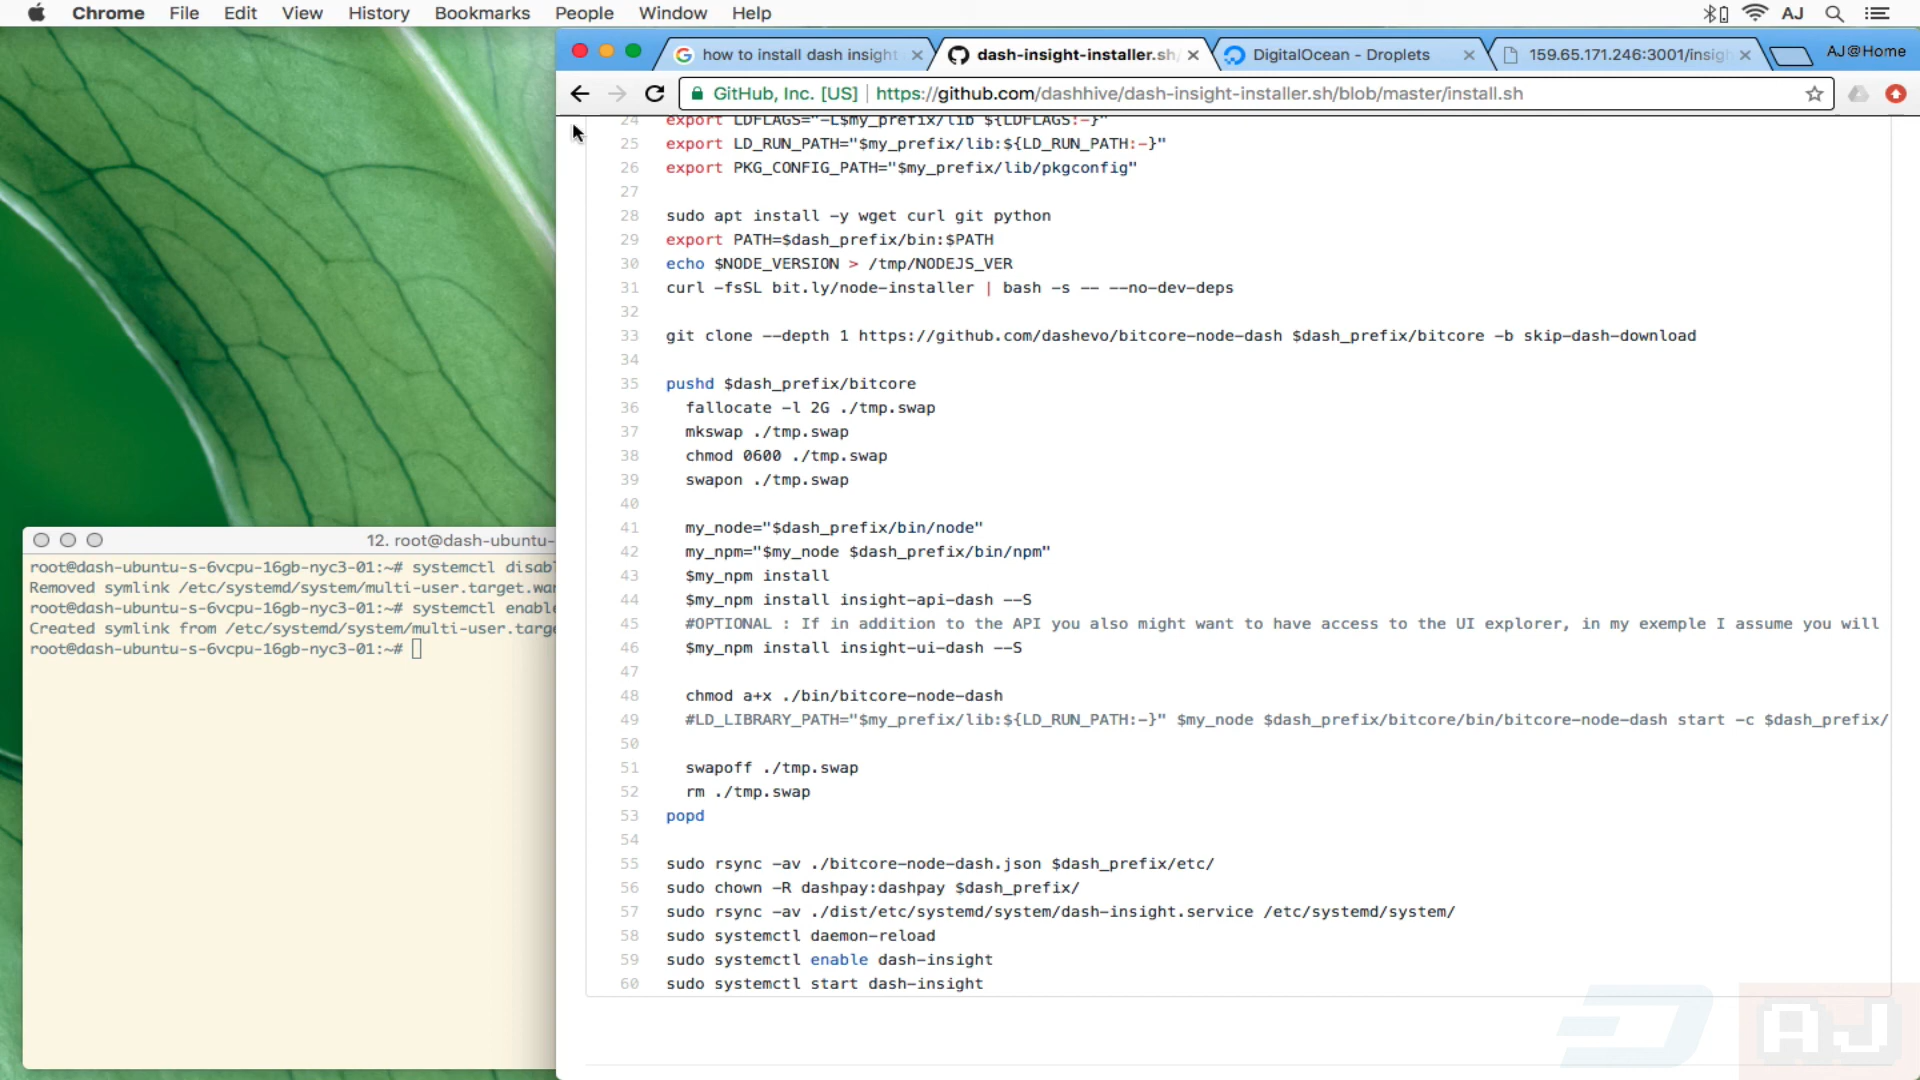 Chrome File Edit View History Bookmarks People Window Help AJ
how to install dash insight
dash-insight-installer.sh/
DigitalOcean - Droplets
159.65.171.246:3001/insigh
AJ@Home
GitHub, Inc. [US] https://github.com/dashhive/dash-insight-installer.sh/blob/master/install.sh
24 export LDFLAGS="-L$my_prefix/lib ${LDFLAGS:-}"
25 export LD_RUN_PATH="$my_prefix/lib:${LD_RUN_PATH:-}"
26 export PKG_CONFIG_PATH="$my_prefix/lib/pkgconfig"
27
28 sudo apt install -y wget curl git python
29 export PATH=$dash_prefix/bin:$PATH
30 echo $NODE_VERSION > /tmp/NODEJS_VER
31 curl -fsSL bit.ly/node-installer | bash -s -- --no-dev-deps
32
33 git clone --depth 1 https://github.com/dashevo/bitcore-node-dash $dash_prefix/bitcore -b skip-dash-download
34
35 pushd $dash_prefix/bitcore
36 fallocate -l 2G ./tmp.swap
37 mkswap ./tmp.swap
38 chmod 0600 ./tmp.swap
39 swapon ./tmp.swap
40
41 my_node="$dash_prefix/bin/node"
42 my_npm="$my_node $dash_prefix/bin/npm"
43 $my_npm install
44 $my_npm install insight-api-dash --S
45 #OPTIONAL : If in addition to the API you also might want to have access to the UI explorer, in my exemple I assume you will
46 $my_npm install insight-ui-dash --S
47
48 chmod a+x ./bin/bitcore-node-dash
49 #LD_LIBRARY_PATH="$my_prefix/lib:${LD_RUN_PATH:-}" $my_node $dash_prefix/bitcore/bin/bitcore-node-dash start -c $dash_prefix/
50
51 swapoff ./tmp.swap
52 rm ./tmp.swap
53 popd
54
55 sudo rsync -av ./bitcore-node-dash.json $dash_prefix/etc/
56 sudo chown -R dashpay:dashpay $dash_prefix/
57 sudo rsync -av ./dist/etc/systemd/system/dash-insight.service /etc/systemd/system/
58 sudo systemctl daemon-reload
59 sudo systemctl enable dash-insight
60 sudo systemctl start dash-insight
12. root@dash-ubuntu-
root@dash-ubuntu-s-6vcpu-16gb-nyc3-01:~# systemctl disab
Removed symlink /etc/systemd/system/multi-user.target.wan
root@dash-ubuntu-s-6vcpu-16gb-nyc3-01:~# systemctl enable
Created symlink from /etc/systemd/system/multi-user.targe
root@dash-ubuntu-s-6vcpu-16gb-nyc3-01:~#
AJ